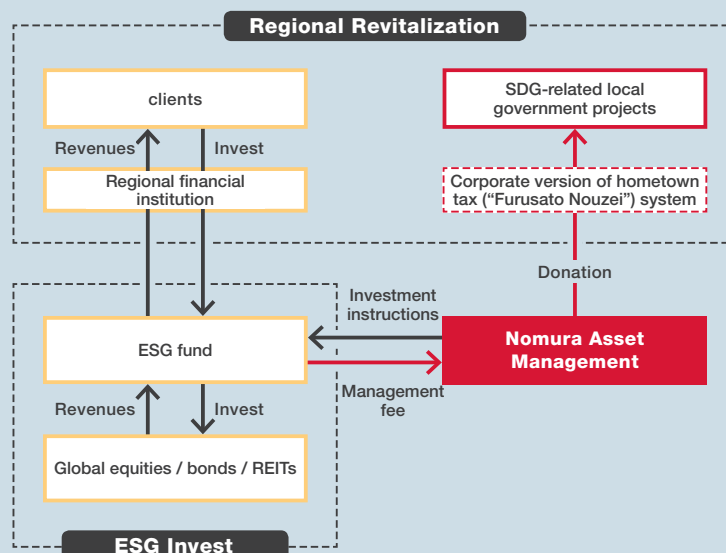 Regional Revitalization
clients
SDG-related local
government projects
Revenues
Invest
Regional financial
institution
Corporate version of hometown
tax (“Furusato Nouzei”) system
Donation
Investment
instructions
ESG fund
Nomura Asset
Management
Management
fee
Revenues
Invest
Global equities / bonds / REITs
ESG Invest